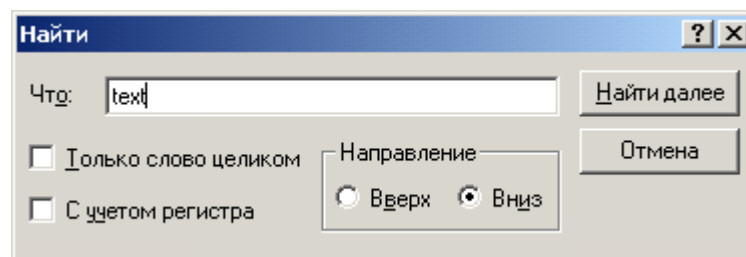 Найти
Что: text Найти далее
Только слово целиком Направление Отмена
С учетом регистра Вверх Вниз